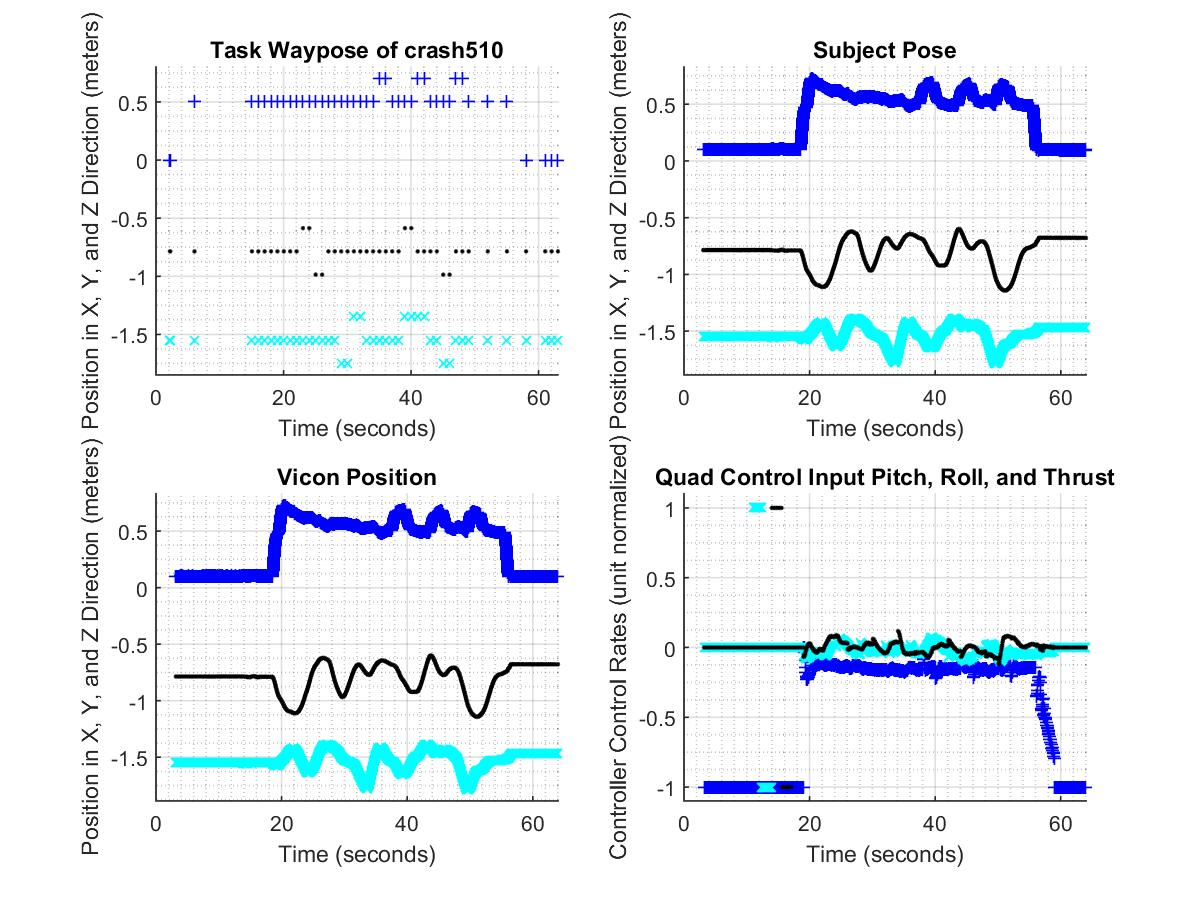 Task Waypose of crash510
Position in X, Y, and Z Direction (meters)
0.5
0
-0.5
-1
-1.5
0 20 40 60
Time (seconds)
Subject Pose
Position in X, Y, and Z Direction (meters)
0.5
0
-0.5
-1
-1.5
0 20 40 60
Time (seconds)
Vicon Position
Position in X, Y, and Z Direction (meters)
0.5
0
-0.5
-1
-1.5
0 20 40 60
Time (seconds)
Quad Control Input Pitch, Roll, and Thrust
Controller Control Rates (unit normalized)
1
0.5
0
-0.5
-1
0 20 40 60
Time (seconds)